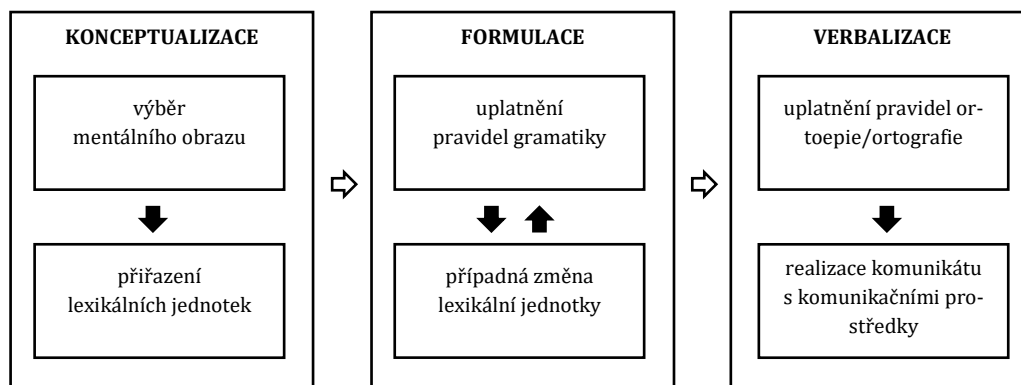 KONCEPTUALIZACE
výběr
mentálního obrazu
přiřazení
lexikálních jednotek
FORMULACE
uplatnění
pravidel gramatiky
případná změna
lexikální jednotky
VERBALIZACE
uplatnění pravidel or-
toepie/ortografie
realizace komunikátu
s komunikačními pro-
středky